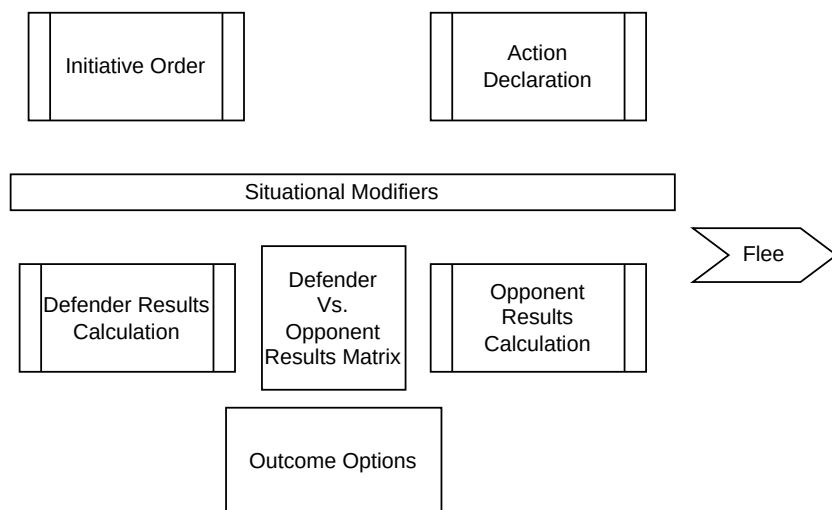 Initiative Order
Action
Declaration
Situational Modifiers
Flee
Defender Results
Calculation
Defender
Vs.
Opponent
Results Matrix
Opponent
Results
Calculation
Outcome Options